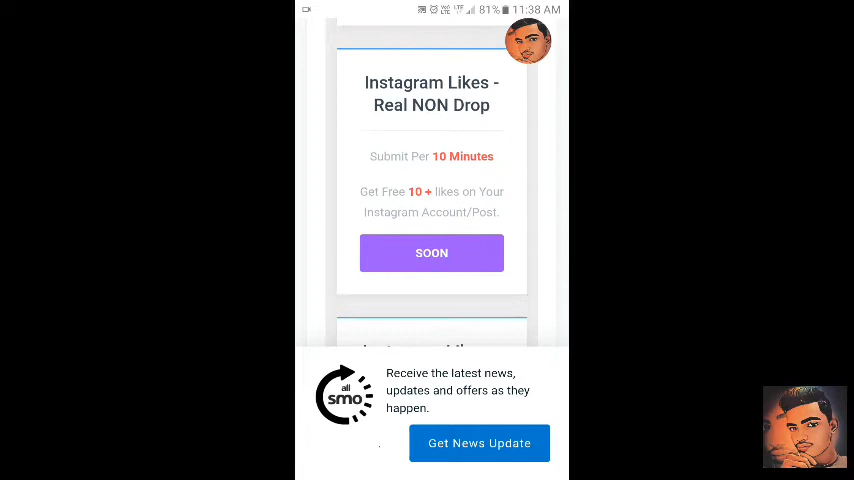 81% 11:38 AM
Instagram Likes -
Real NON Drop
Submit Per 10 Minutes
Get Free 10 + likes on Your
Instagram Account/Post.
SOON
all
smo
Receive the latest news,
updates and offers as they
happen.
Get News Update